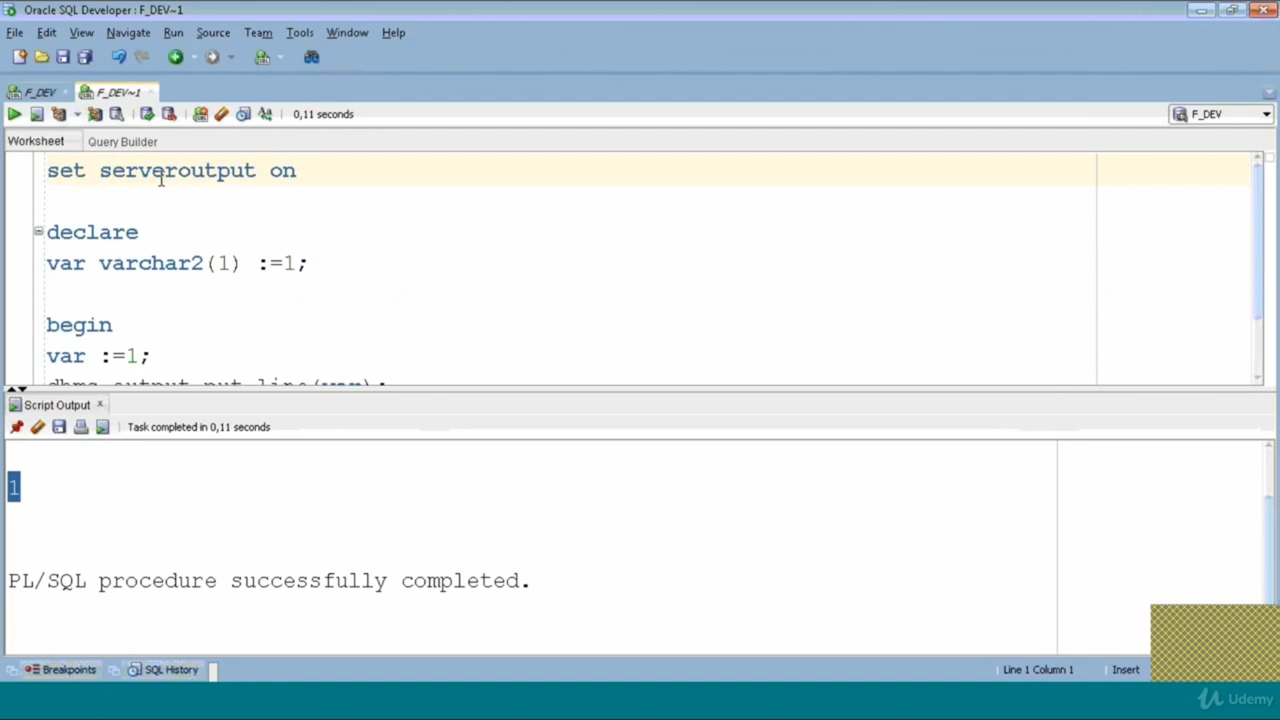 Oracle SQL Developer : F_DEV~1
File Edit View Navigate Run Source Team Tools Window Help
F_DEV F_DEV~1
0,11 seconds F_DEV
Worksheet Query Builder
set serveroutput on
declare
var varchar2(1) :=1;
begin
var :=1;
dbms_output.put_line(var);
Script Output
Task completed in 0,11 seconds
1
PL/SQL procedure successfully completed.
Breakpoints SQL History Line 1 Column 1 Insert
Udemy